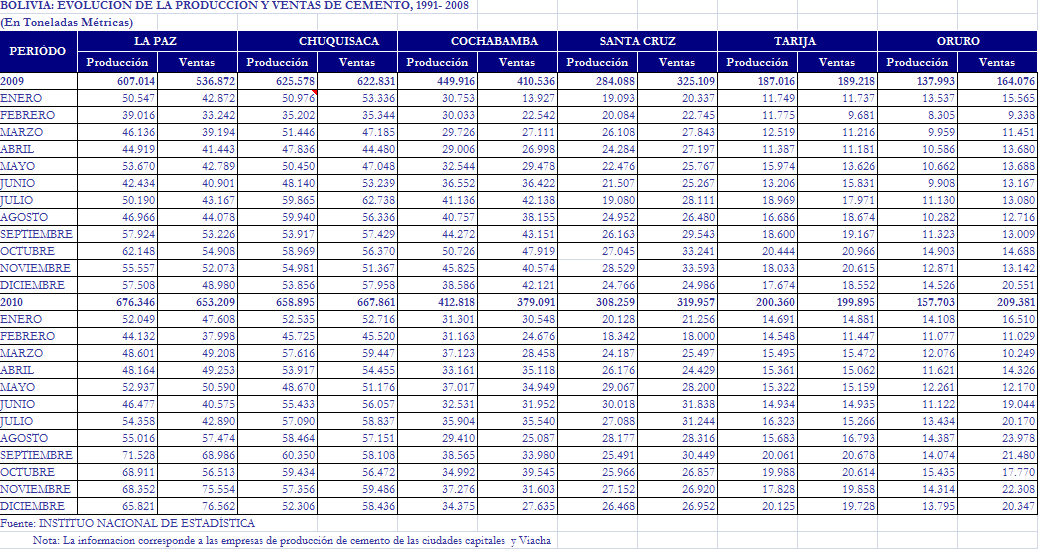 BOLIVIA: EVOLUCION DE LA PRODUCCION Y VENTAS DE CEMENTO, 1991- 2008
(En Toneladas Métricas)
PERIÓDO LA PAZ CHUQUISACA COCHABAMBA SANTA CRUZ TARIJA ORURO
Producción Ventas Producción Ventas Producción Ventas Producción Ventas Producción Ventas Producción Ventas
2009 607.014 536.872 625.578 622.831 449.916 410.536 284.088 325.109 187.016 189.218 137.993 164.076
ENERO 50.547 42.872 50.976 53.336 30.753 13.927 19.093 20.337 11.749 11.737 13.537 15.565
FEBRERO 39.016 33.242 35.202 35.344 30.033 22.542 20.084 22.745 11.775 9.681 8.305 9.338
MARZO 46.136 39.194 51.446 47.185 29.726 27.111 26.108 27.843 12.519 11.216 9.959 11.451
ABRIL 44.919 41.443 47.836 44.480 29.006 26.998 24.284 27.197 11.387 11.181 10.586 13.680
MAYO 53.670 42.789 50.450 47.048 32.544 29.478 22.476 25.767 15.974 13.626 10.662 13.688
JUNIO 42.434 40.901 48.140 53.239 36.552 36.422 21.507 25.267 13.206 15.831 9.908 13.167
JULIO 50.190 43.167 59.865 62.738 41.136 42.138 19.080 28.111 18.969 17.971 11.130 13.080
AGOSTO 46.966 44.078 59.940 56.336 40.757 38.155 24.952 26.480 16.686 18.674 10.282 12.716
SEPTIEMBRE 57.924 53.226 53.917 57.429 44.272 43.151 26.163 29.543 18.600 19.167 11.323 13.009
OCTUBRE 62.148 54.908 58.969 56.370 50.726 47.919 27.045 33.241 20.444 20.966 14.903 14.688
NOVIEMBRE 55.557 52.073 54.981 51.367 45.825 40.574 28.529 33.593 18.033 20.615 12.871 13.142
DICIEMBRE 57.508 48.980 53.856 57.958 38.586 42.121 24.766 24.986 17.674 18.552 14.526 20.551
2010 676.346 653.209 658.895 667.861 412.818 379.091 308.259 319.957 200.360 199.895 157.703 209.381
ENERO 52.049 47.608 52.535 52.716 31.301 30.548 20.128 21.256 14.691 14.881 14.108 16.510
FEBRERO 44.132 37.998 45.725 45.520 31.163 24.676 18.342 18.000 14.548 11.447 11.077 11.029
MARZO 48.601 49.208 57.616 59.447 37.123 28.458 24.187 25.497 15.495 15.472 12.076 10.249
ABRIL 48.164 49.253 53.917 54.455 33.161 35.118 26.176 24.429 15.361 15.062 11.621 14.326
MAYO 52.937 50.590 48.670 51.176 37.017 34.949 29.067 28.200 15.322 15.159 12.261 12.170
JUNIO 46.477 40.575 55.433 56.057 32.531 31.952 30.018 31.838 14.934 14.935 11.122 19.044
JULIO 54.358 42.890 57.090 58.837 35.904 35.540 27.088 31.244 16.323 15.266 13.434 20.170
AGOSTO 55.016 57.474 58.464 57.151 29.410 25.087 28.177 28.316 15.683 16.793 14.387 23.978
SEPTIEMBRE 71.528 68.986 60.350 58.108 38.565 33.980 25.491 30.449 20.061 20.678 14.074 21.480
OCTUBRE 68.911 56.513 59.434 56.472 34.992 39.545 25.966 26.857 19.988 20.614 15.435 17.770
NOVIEMBRE 68.352 75.554 57.356 59.486 37.276 31.603 27.152 26.920 17.828 19.858 14.314 22.308
DICIEMBRE 65.821 76.562 52.306 58.436 34.375 27.635 26.468 26.952 20.125 19.728 13.795 20.347
Fuente: INSTITUO NACIONAL DE ESTADÍSTICA
Nota: La informacion corresponde a las empresas de producción de cemento de las ciudades capitales y Viacha